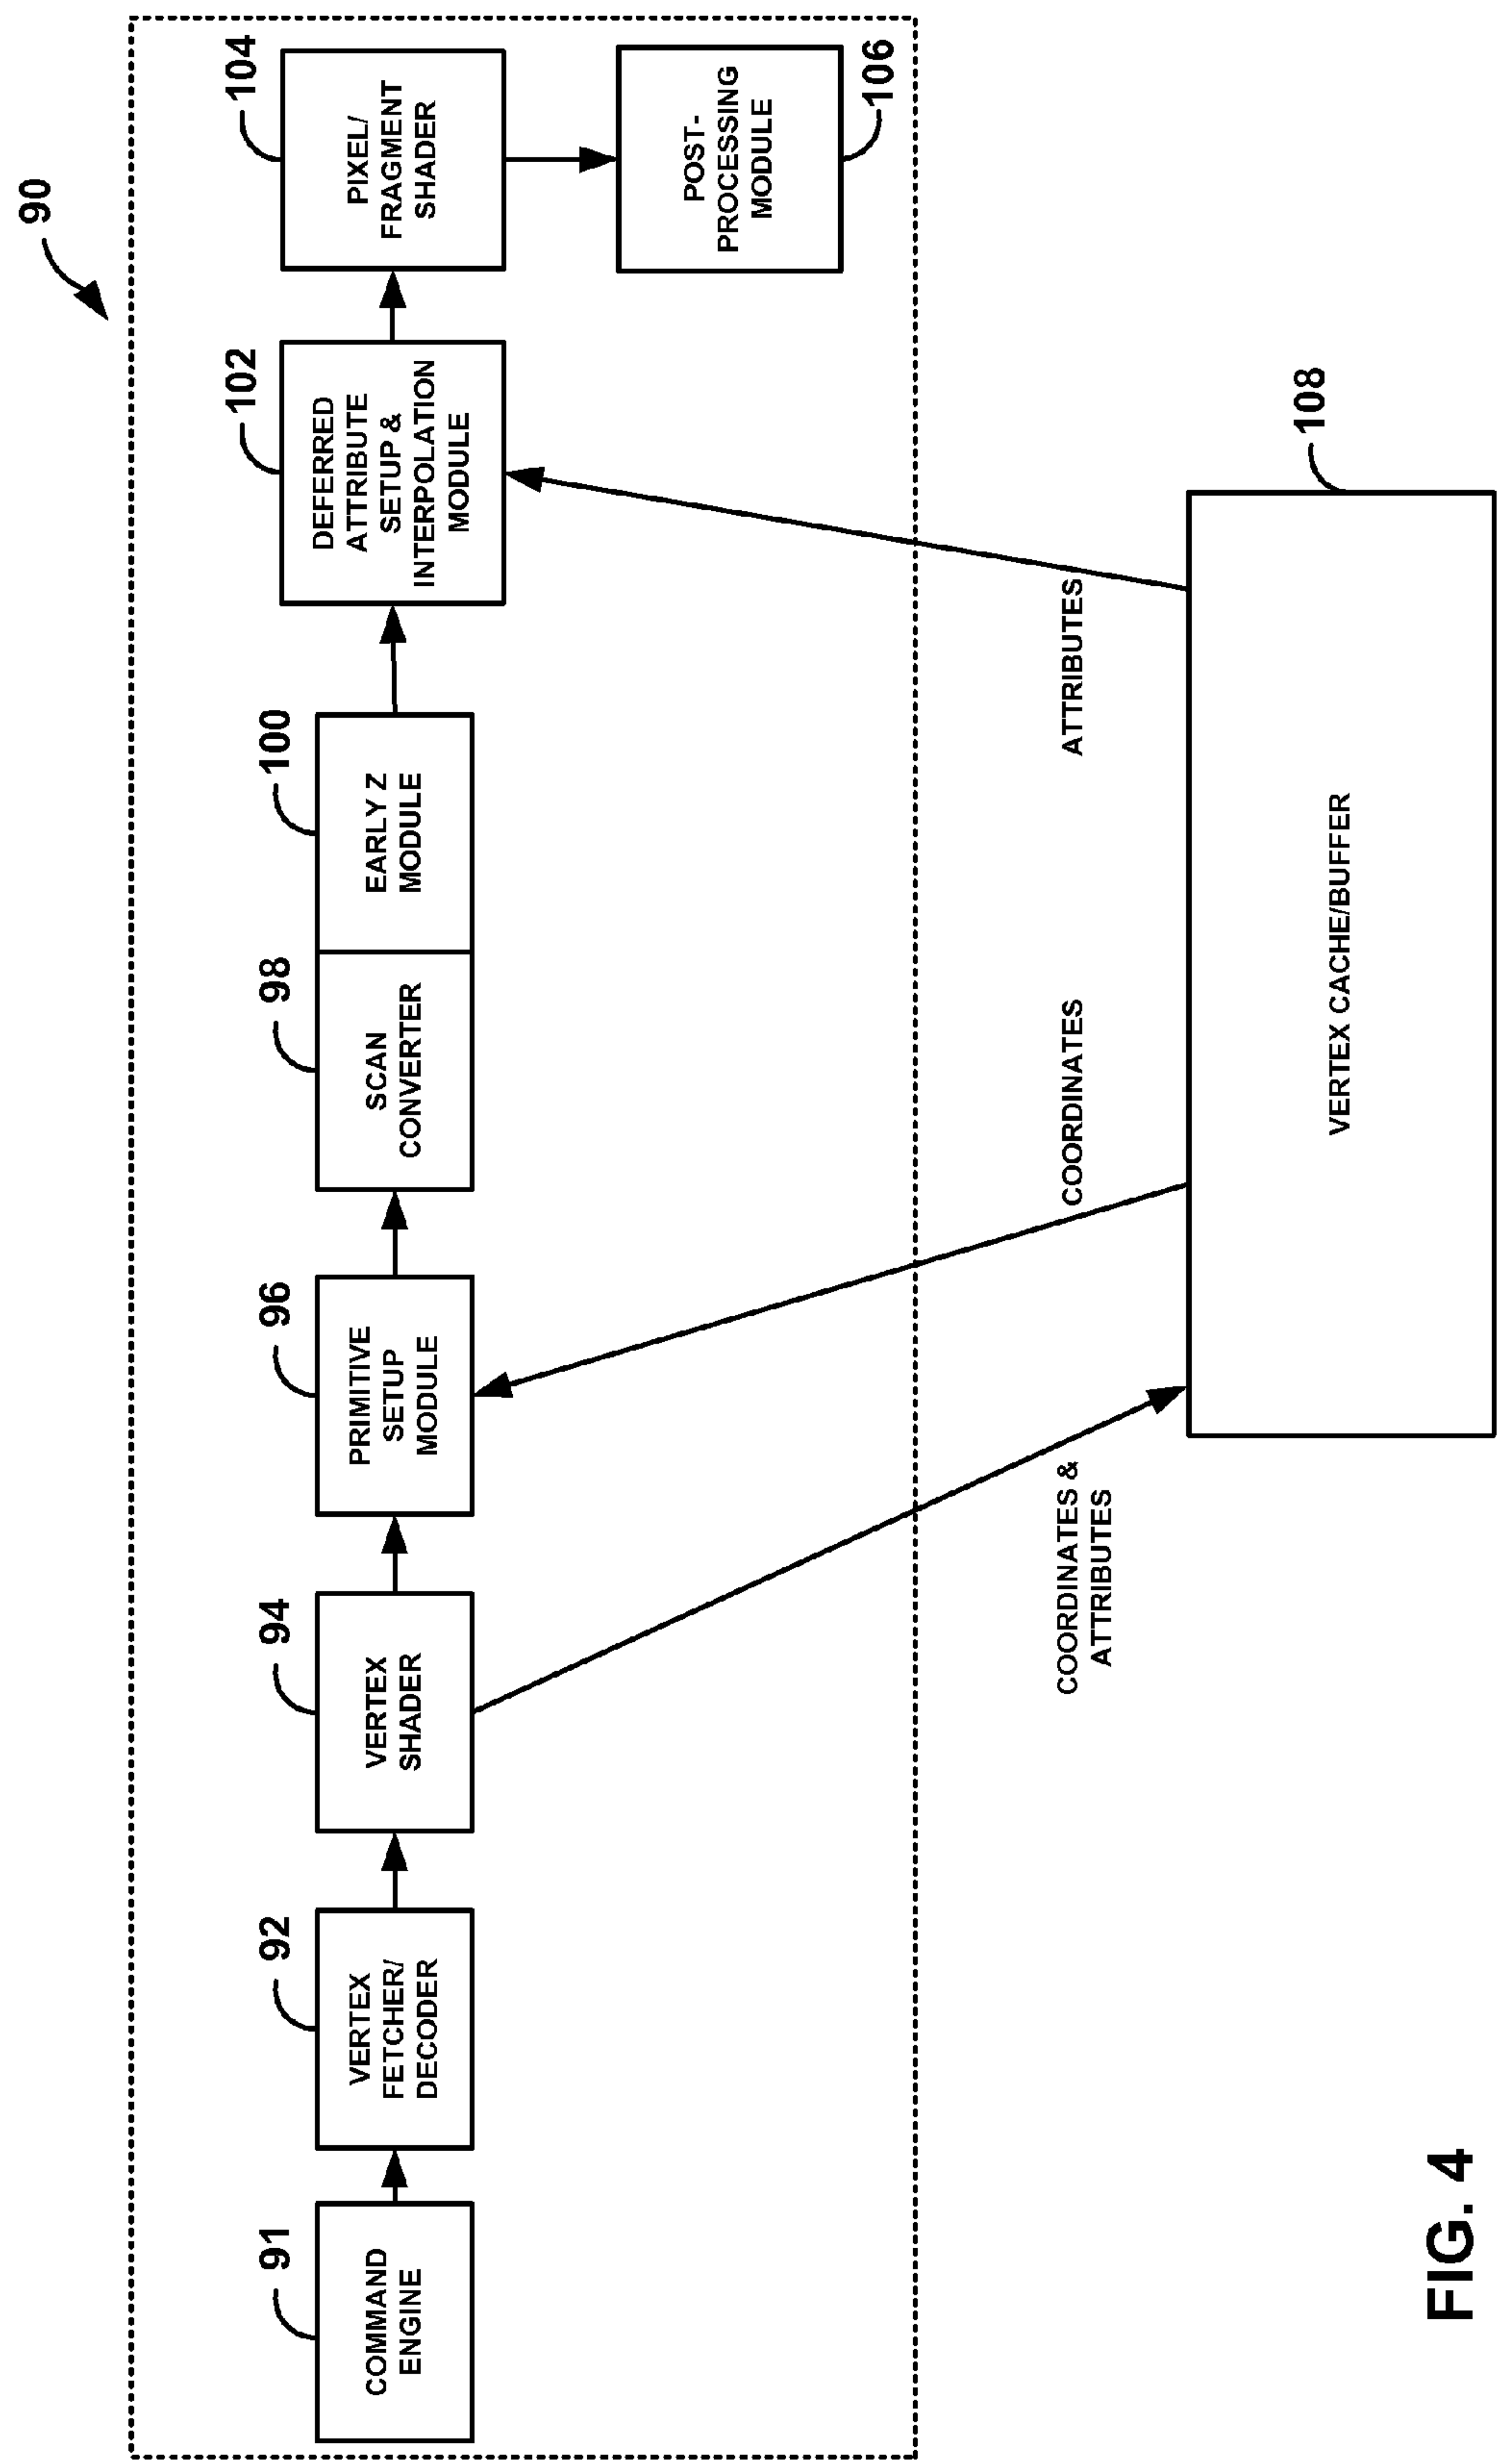 90
91
COMMAND
ENGINE
92
VERTEX
FETCHER/
DECODER
94
VERTEX
SHADER
96
PRIMITIVE
SETUP
MODULE
98
SCAN
CONVERTER
100
EARLY Z
MODULE
102
DEFERRED
ATTRIBUTE
SETUP &
INTERPOLATION
MODULE
104
PIXEL/
FRAGMENT
SHADER
POST-
PROCESSING
MODULE
106
COORDINATES &
ATTRIBUTES
COORDINATES
ATTRIBUTES
108
VERTEX CACHE/BUFFER
FIG. 4